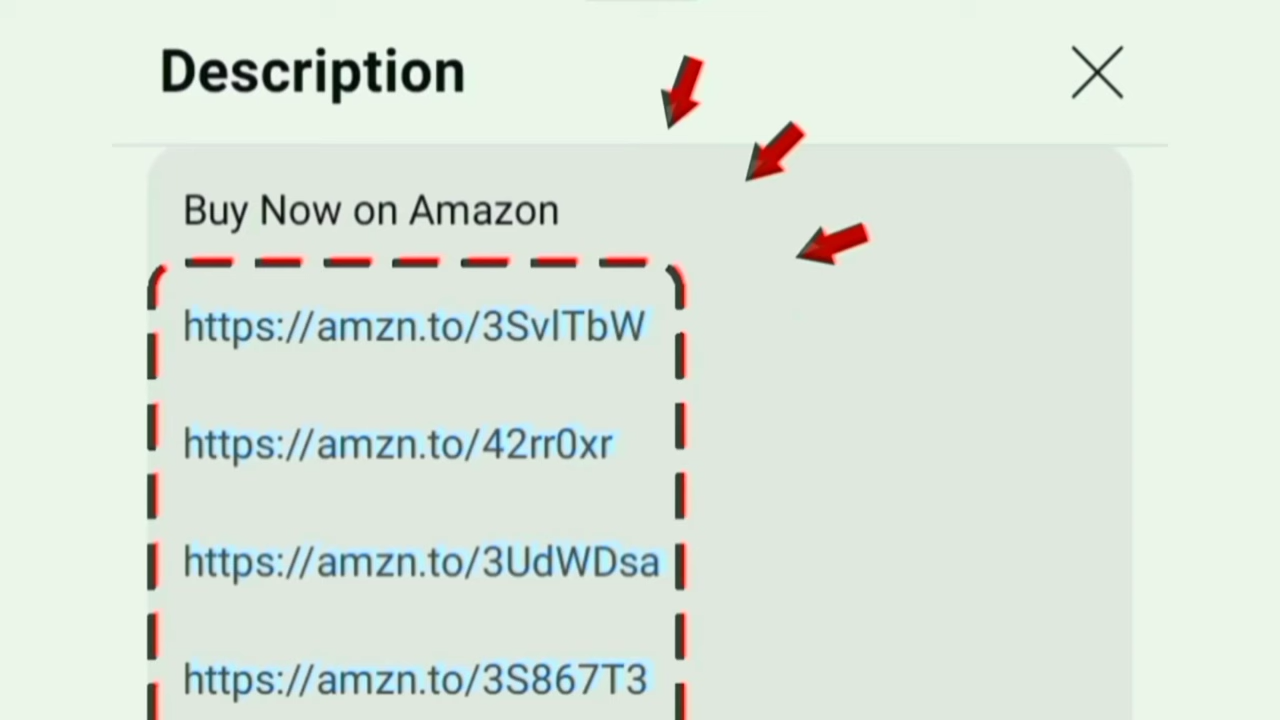 Description
Buy Now on Amazon
https://amzn.to/3SvlTbW
https://amzn.to/42rr0xr
https://amzn.to/3UdWDsa
https://amzn.to/3S867T3